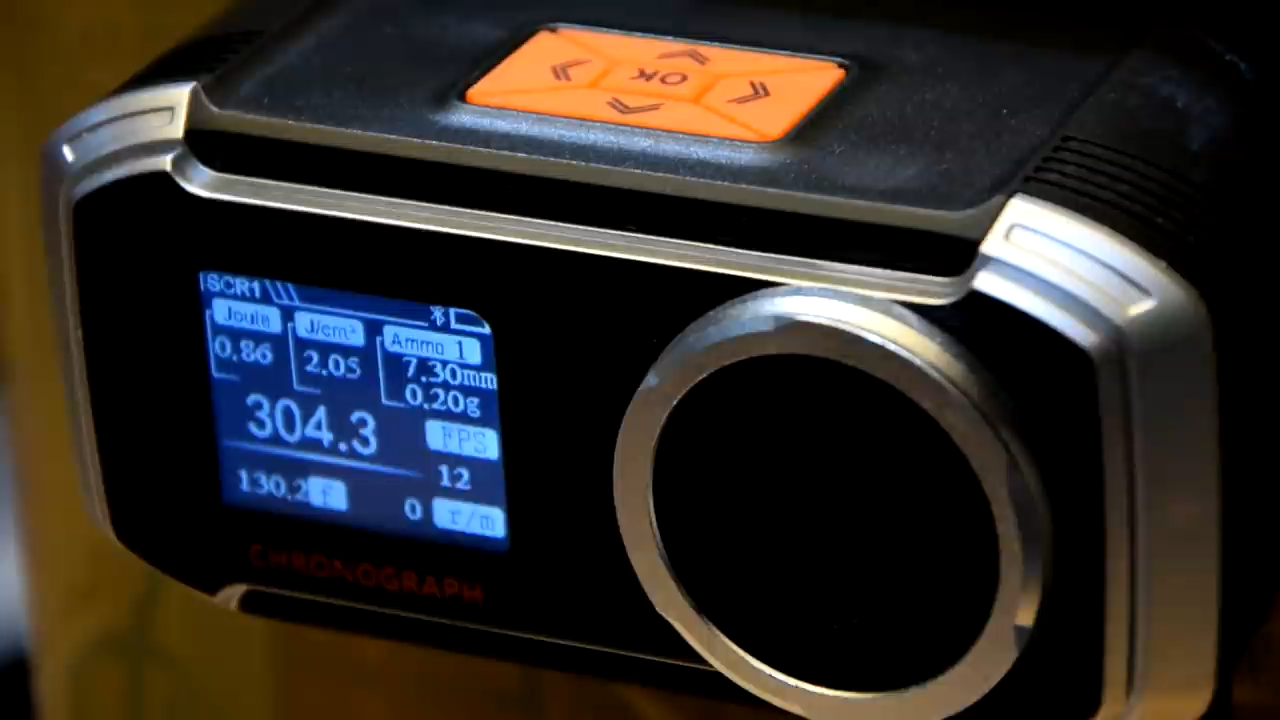 OK
SCR1
Joule J/cm² Ammo 1
0.86 2.05 7.30mm
0.20g
304.3 FPS
12
130.2 f 0 r/m
CHRONOGRAPH